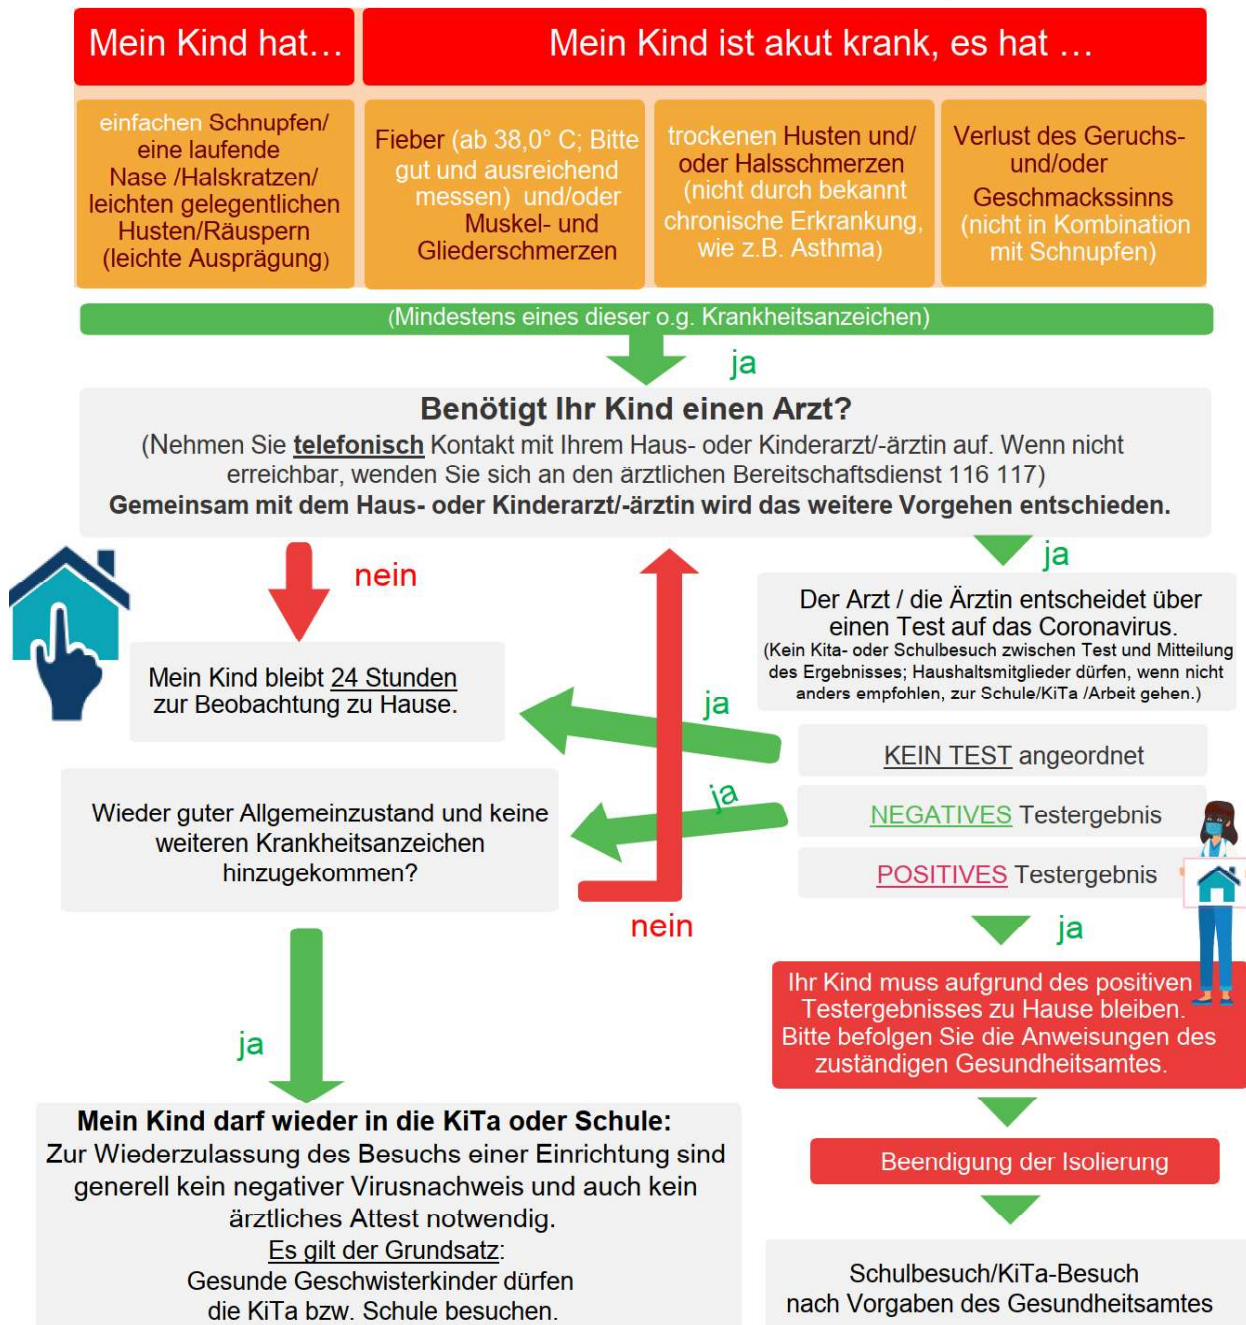 Mein Kind hat…
Mein Kind ist akut krank, es hat …
einfachen Schnupfen/
eine laufende
Nase /Halskratzen/
leichten gelegentlichen
Husten/Räuspern
(leichte Ausprägung)
Fieber (ab 38,0° C; Bitte
gut und ausreichend
messen) und/oder
Muskel- und
Gliederschmerzen
trockenen Husten und/
oder Halsschmerzen
(nicht durch bekannt
chronische Erkrankung,
wie z.B. Asthma)
Verlust des Geruchs-
und/oder
Geschmackssinns
(nicht in Kombination
mit Schnupfen)
(Mindestens eines dieser o.g. Krankheitsanzeichen)
ja
Benötigt Ihr Kind einen Arzt?
(Nehmen Sie telefonisch Kontakt mit Ihrem Haus- oder Kinderarzt/-ärztin auf. Wenn nicht
erreichbar, wenden Sie sich an den ärztlichen Bereitschaftsdienst 116 117)
Gemeinsam mit dem Haus- oder Kinderarzt/-ärztin wird das weitere Vorgehen entschieden.
nein
ja
Mein Kind bleibt 24 Stunden
zur Beobachtung zu Hause.
Der Arzt / die Ärztin entscheidet über
einen Test auf das Coronavirus.
(Kein Kita- oder Schulbesuch zwischen Test und Mitteilung
des Ergebnisses; Haushaltsmitglieder dürfen, wenn nicht
anders empfohlen, zur Schule/KiTa /Arbeit gehen.)
ja
KEIN TEST angeordnet
ja
NEGATIVES Testergebnis
POSITIVES Testergebnis
Wieder guter Allgemeinzustand und keine
weiteren Krankheitsanzeichen
hinzugekommen?
nein
ja
ja
Ihr Kind muss aufgrund des positiven
Testergebnisses zu Hause bleiben.
Bitte befolgen Sie die Anweisungen des
zuständigen Gesundheitsamtes.
Beendigung der Isolierung
Schulbesuch/KiTa-Besuch
nach Vorgaben des Gesundheitsamtes
Mein Kind darf wieder in die KiTa oder Schule:
Zur Wiederzulassung des Besuchs einer Einrichtung sind
generell kein negativer Virusnachweis und auch kein
ärztliches Attest notwendig.
Es gilt der Grundsatz:
Gesunde Geschwisterkinder dürfen
die KiTa bzw. Schule besuchen.